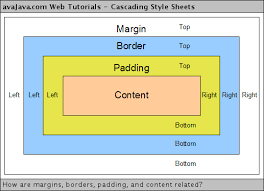 avaJava.com Web Tutorials - Cascading Style Sheets
Margin Top
Border Top
Padding Top
Left Left Left Content Right Right Right
Bottom
Bottom
Bottom
How are margins, borders, padding, and content related?